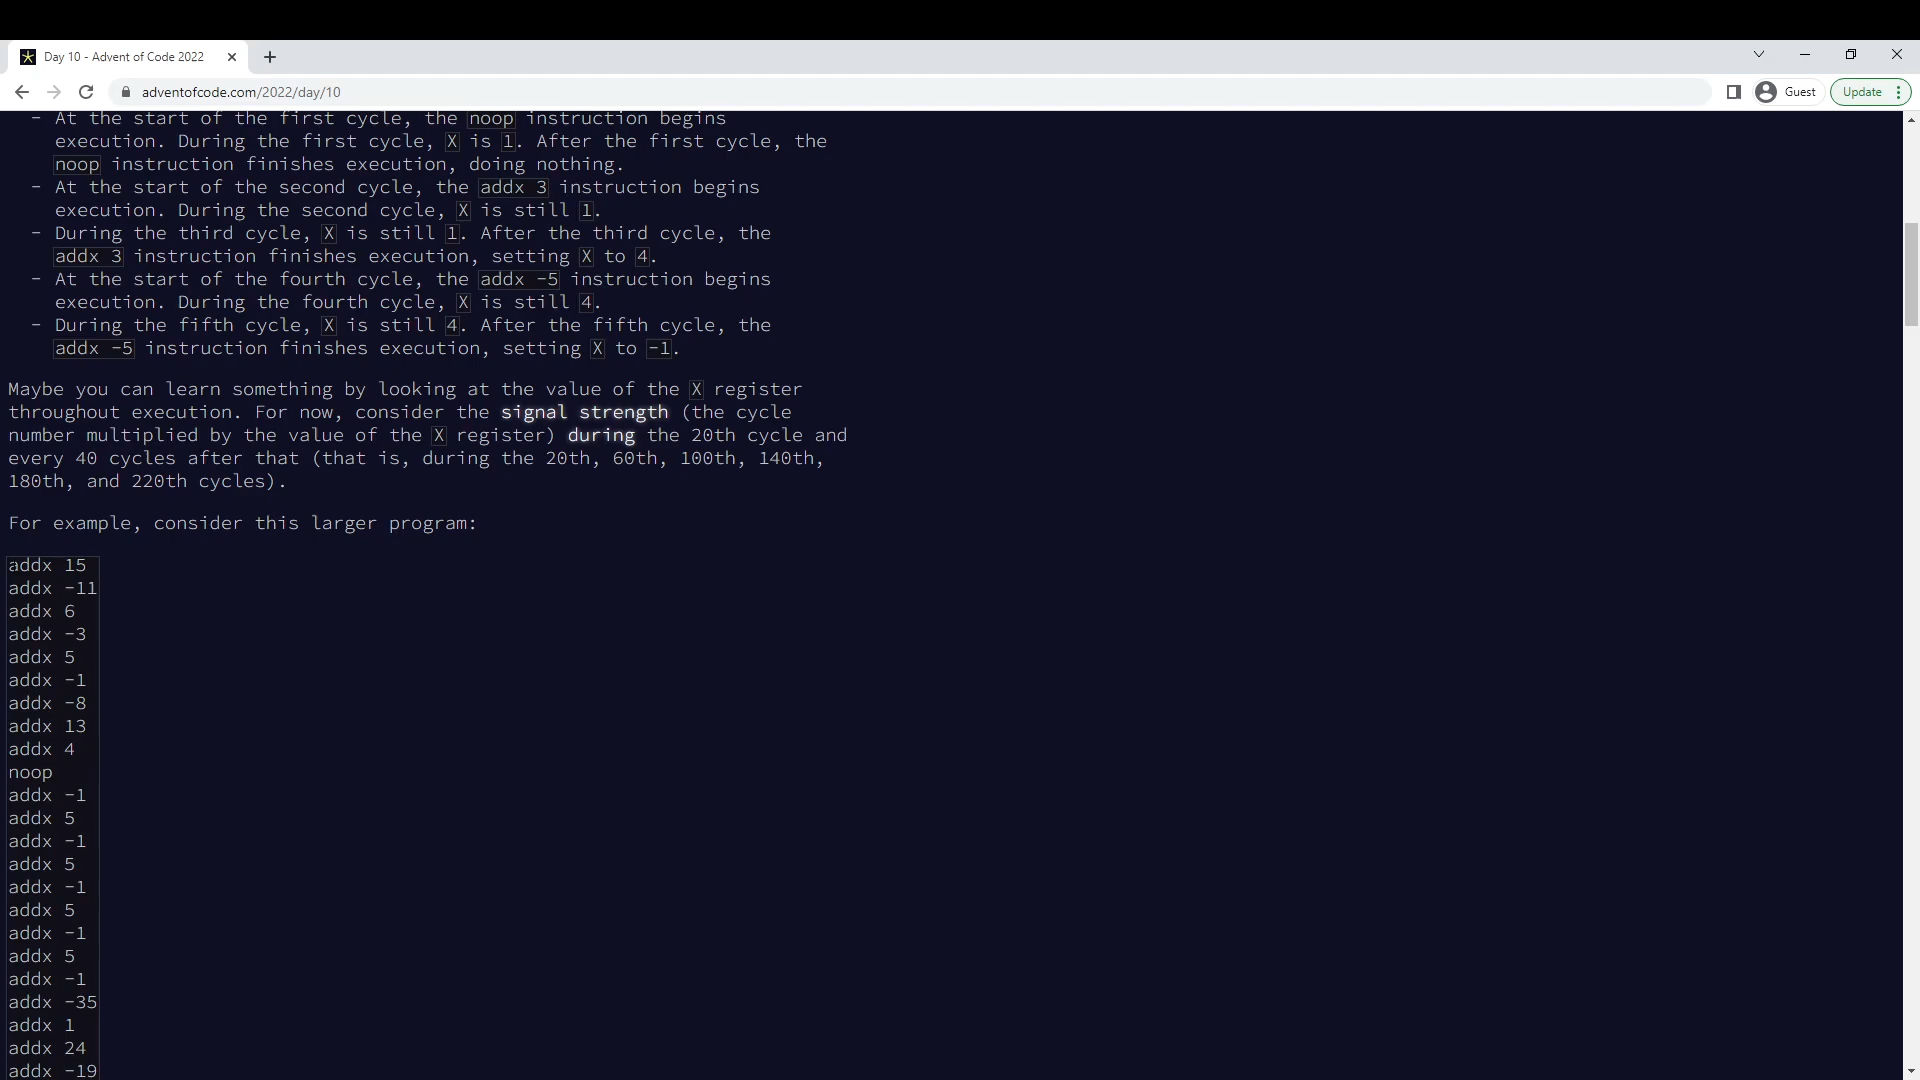 Day 10 - Advent of Code 2022
adventofcode.com/2022/day/10
Guest
Update
- At the start of the first cycle, the noop instruction begins
execution. During the first cycle, X is 1. After the first cycle, the
noop instruction finishes execution, doing nothing.
- At the start of the second cycle, the addx 3 instruction begins
execution. During the second cycle, X is still 1.
- During the third cycle, X is still 1. After the third cycle, the
addx 3 instruction finishes execution, setting X to 4.
- At the start of the fourth cycle, the addx -5 instruction begins
execution. During the fourth cycle, X is still 4.
- During the fifth cycle, X is still 4. After the fifth cycle, the
addx -5 instruction finishes execution, setting X to -1.
Maybe you can learn something by looking at the value of the X register
throughout execution. For now, consider the signal strength (the cycle
number multiplied by the value of the X register) during the 20th cycle and
every 40 cycles after that (that is, during the 20th, 60th, 100th, 140th,
180th, and 220th cycles).
For example, consider this larger program:
addx 15
addx -11
addx 6
addx -3
addx 5
addx -1
addx -8
addx 13
addx 4
noop
addx -1
addx 5
addx -1
addx 5
addx -1
addx 5
addx -1
addx 5
addx -1
addx -35
addx 1
addx 24
addx -19